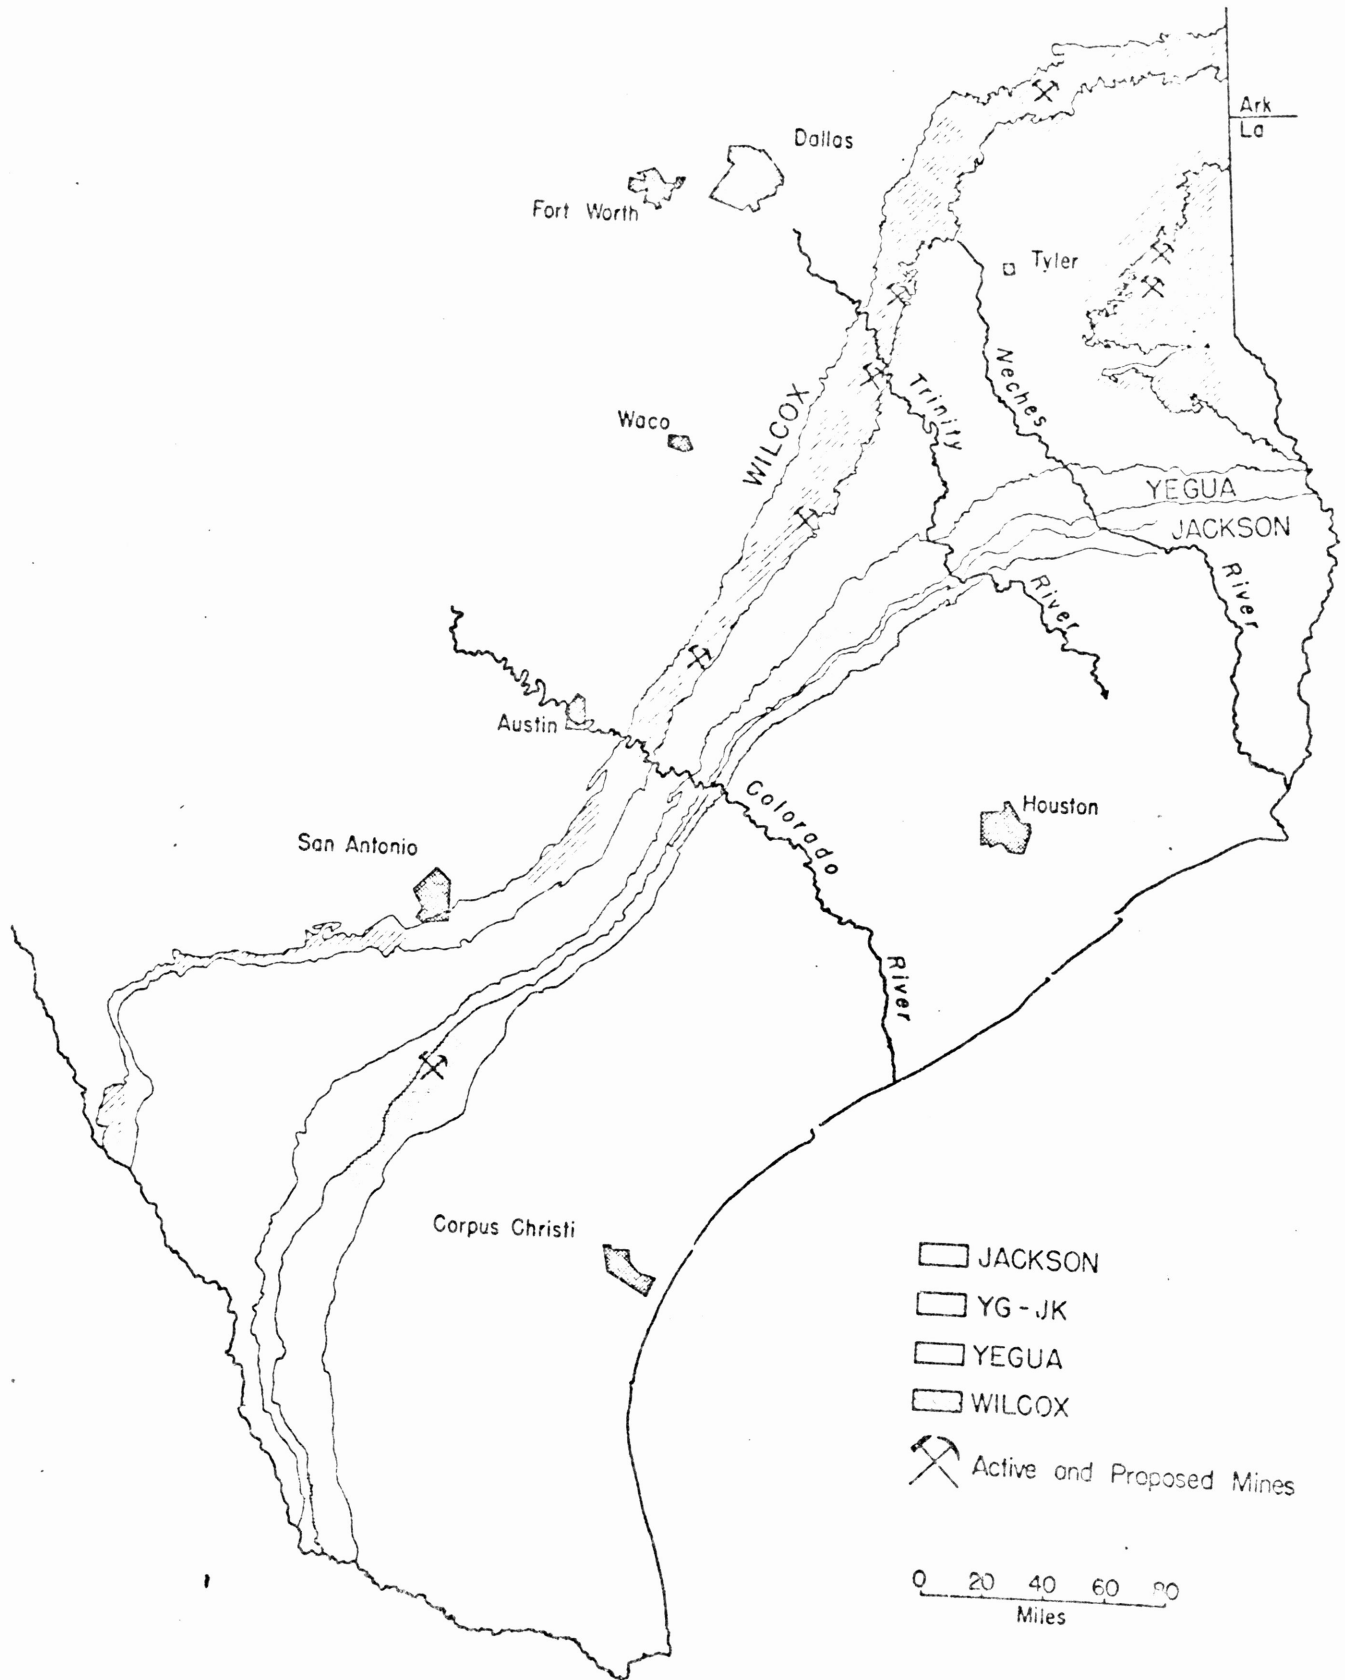 Ark
La
Dallas
Fort Worth
Tyler
Neches
Trinity
WILCOX
Waco
YEGUA
JACKSON
River
River
Austin
Colorado
Houston
San Antonio
River
Corpus Christi
JACKSON
YG-JK
YEGUA
WILCOX
Active and Proposed Mines
0 20 40 60 80
Miles